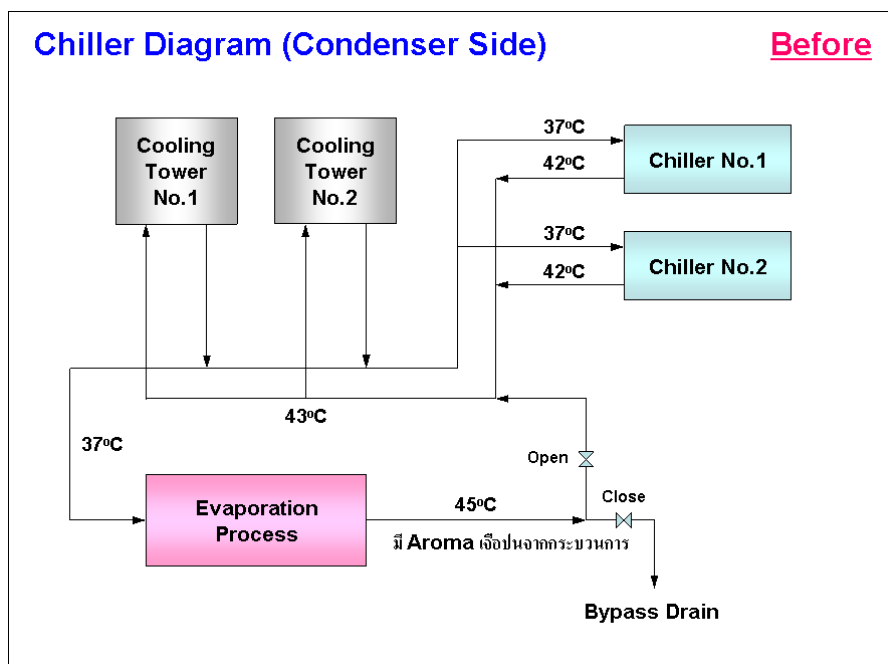 Chiller Diagram (Condenser Side)
Before
Cooling
Tower
No.1
Cooling
Tower
No.2
37ºC
Chiller No.1
42ºC
37ºC
Chiller No.2
42ºC
43ºC
37ºC
Open
Close
Evaporation
Process
45ºC
มี Aroma เจือปนจากกระบวนการ
Bypass Drain